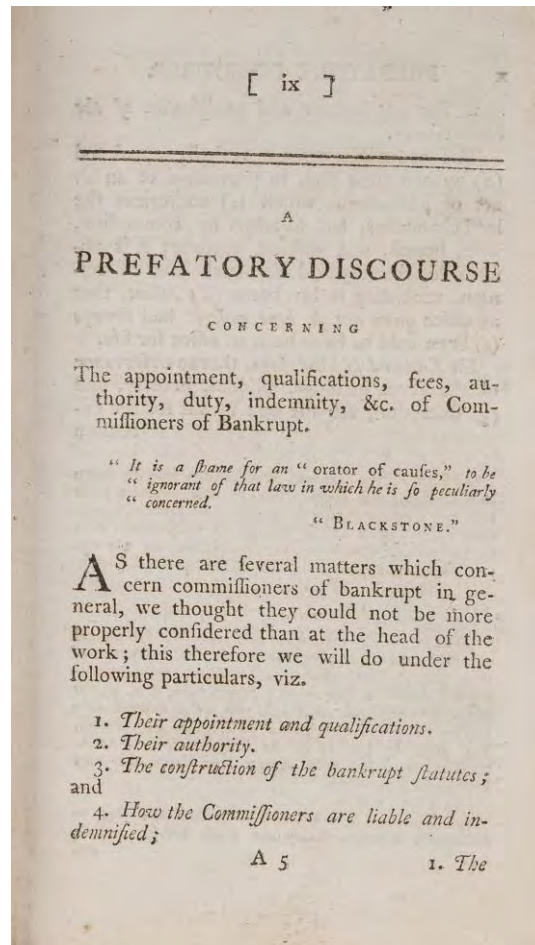 [ ix ]
A
PREFATORY DISCOURSE
CONCERNING
The appointment, qualifications, fees, au-
thority, duty, indemnity, &c. of Com-
miſſioners of Bankrupt.
“ It is a ſhame for an “ orator of cauſes,” to be
“ ignorant of that law in which he is ſo peculiarly
“ concerned.
“ BLACKSTONE.”
AS there are ſeveral matters which con-
cern commiſſioners of bankrupt in ge-
neral, we thought they could not be more
properly conſidered than at the head of the
work; this therefore we will do under the
following particulars, viz.
1. Their appointment and qualifications.
2. Their authority.
3. The conſtruction of the bankrupt ſtatutes;
and
4. How the Commiſſioners are liable and in-
demnified;
A 5 1. The